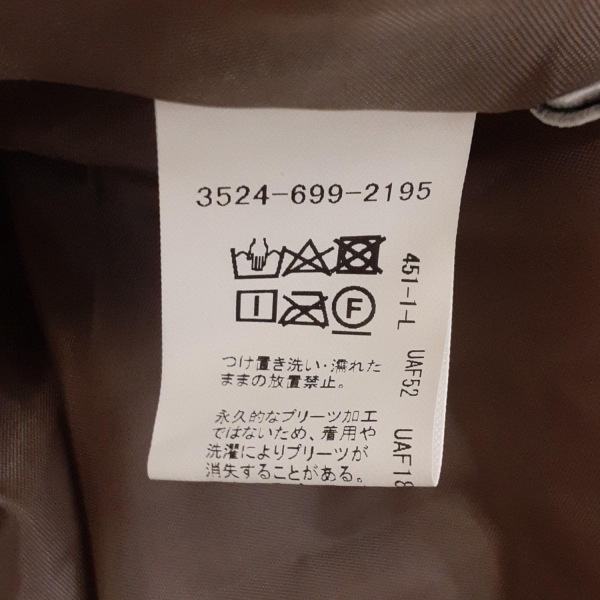 3524-699-2195
F
つけ置き洗い・濡れた
ままの放置禁止。
永久的なプリーツ加工
ではないため、着用や
洗濯によりプリーツが
消失することがある。
451-1-L UAF52 UAF18